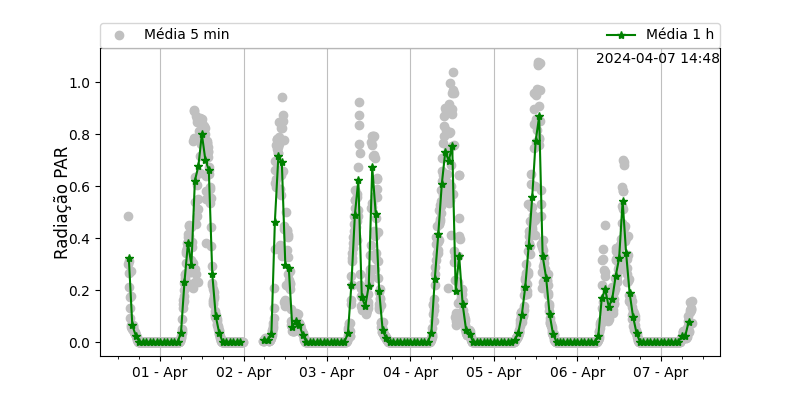 Média 5 min
Média 1 h
2024-04-07 14:48
Radiação PAR
1.0
0.8
0.6
0.4
0.2
0.0
01 - Apr
02 - Apr
03 - Apr
04 - Apr
05 - Apr
06 - Apr
07 - Apr